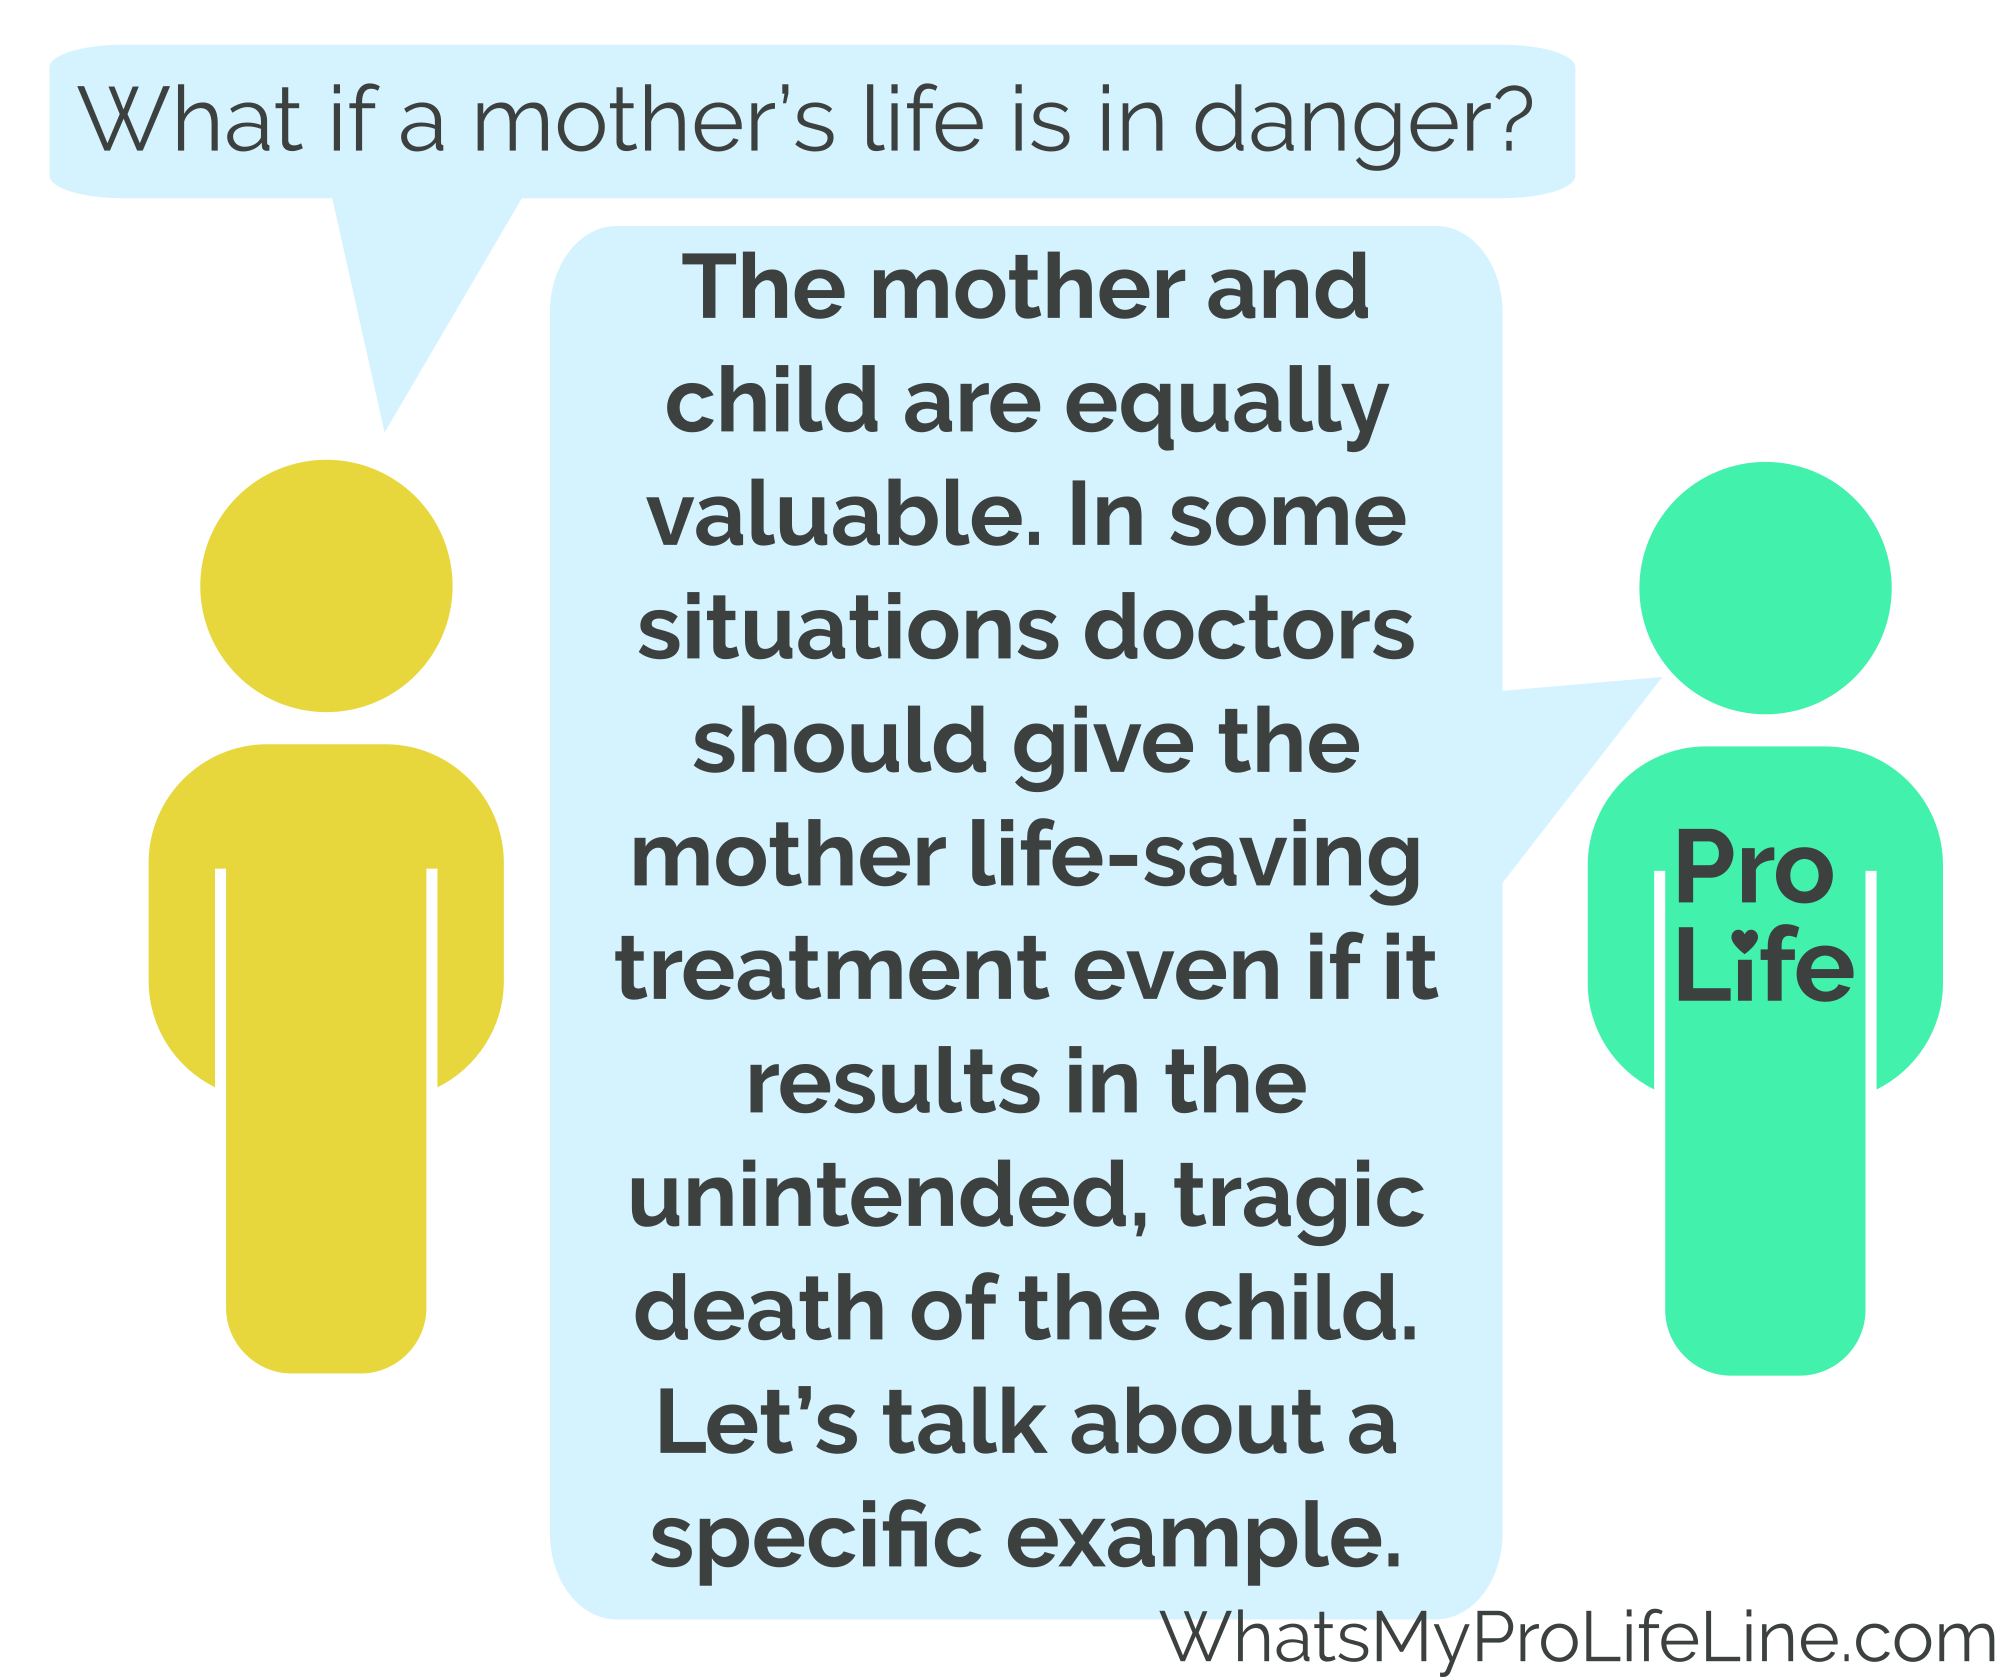 What if a mother's life is in danger?
The mother and
child are equally
valuable. In some
situations doctors
should give the
mother life-saving
treatment even if it
results in the
unintended, tragic
death of the child.
Let's talk about a
specific example.
Pro
Life
WhatsMyProLifeLine.com